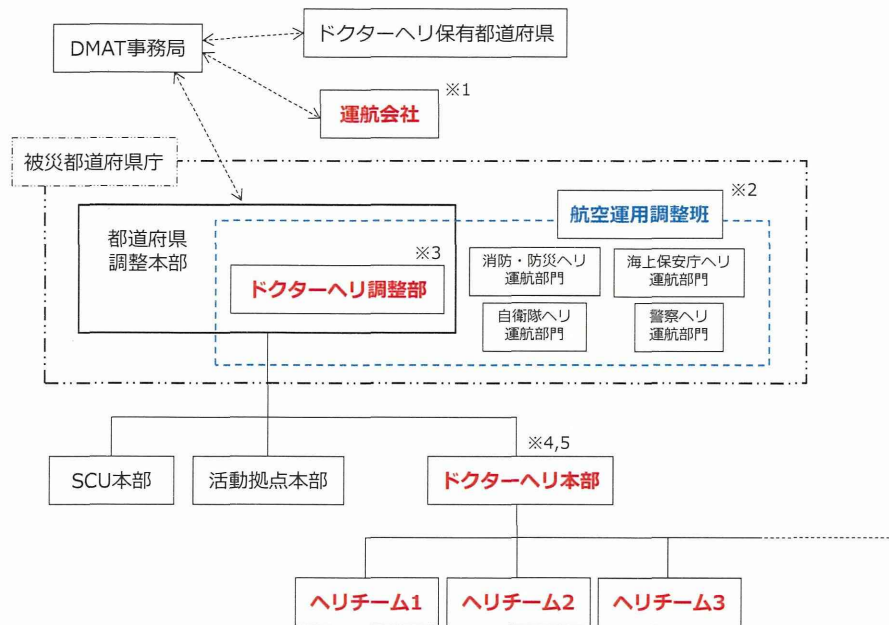 DMAT事務局
ドクターヘリ保有都道府県
※1
運航会社
被災都道府県庁
※2
航空運用調整班
都道府県
調整本部
※3
ドクターヘリ調整部
消防・防災ヘリ
運航部門
海上保安庁ヘリ
運航部門
自衛隊ヘリ
運航部門
警察ヘリ
運航部門
※4,5
SCU本部
活動拠点本部
ドクターヘリ本部
ヘリチーム1
ヘリチーム2
ヘリチーム3